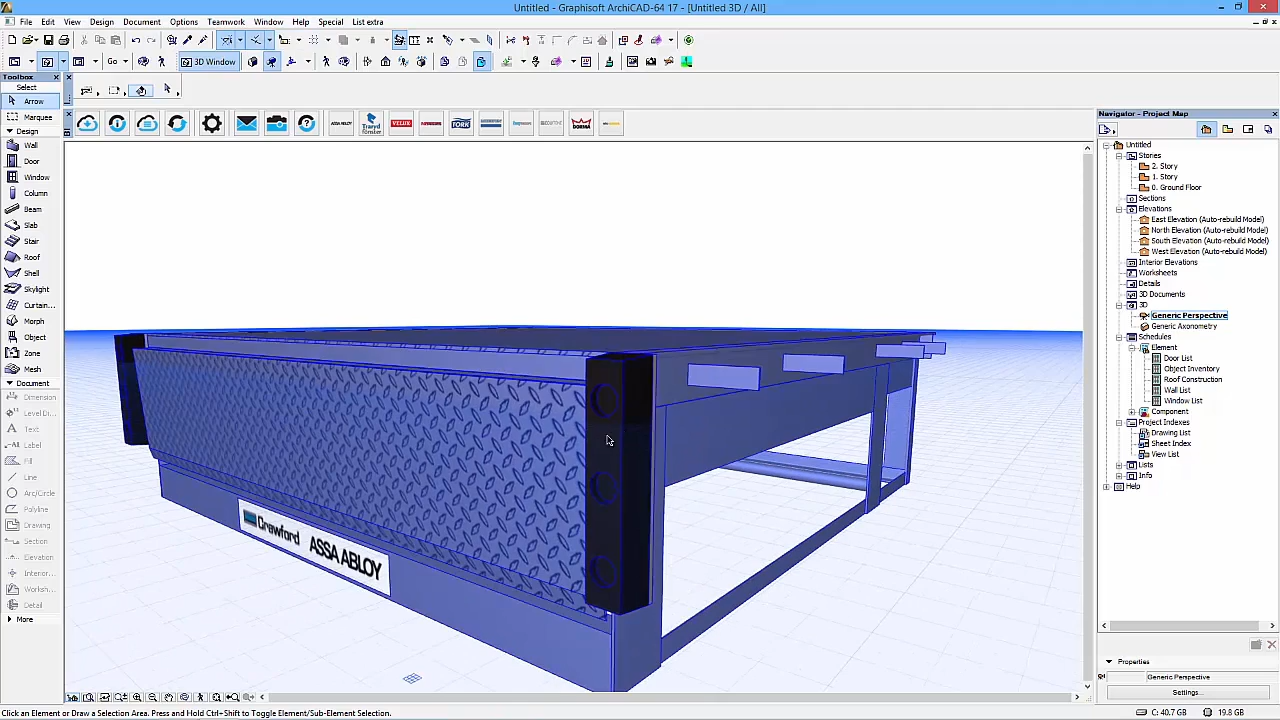 Untitled - Graphisoft ArchiCAD-64 17 - [Untitled 3D / All]
File Edit View Design Document Options Teamwork Window Help Special List extra
Go
3D Window
Toolbox
Select
Arrow
Marquee
Design
Wall
Door
Window
Column
Beam
Slab
Stair
Roof
Shell
Skylight
Curtain...
Morph
Object
Zone
Mesh
Document
Dimension
Level Di...
Text
Label
Fill
Line
Arc/Circle
Polyline
Drawing
Section
Elevation
Interior...
Worksh...
Detail
More
ASSA ABLOY
VELUX
DORMA
Crawford ASSA ABLOY
Navigator - Project Map
Untitled
Stories
2. Story
1. Story
0. Ground Floor
Sections
Elevations
East Elevation (Auto-rebuild Model)
North Elevation (Auto-rebuild Model)
South Elevation (Auto-rebuild Model)
West Elevation (Auto-rebuild Model)
Interior Elevations
Worksheets
Details
3D Documents
3D
Generic Perspective
Generic Axonometry
Schedules
Element
Door List
Object Inventory
Roof Construction
Wall List
Window List
Component
Project Indexes
Drawing List
Sheet Index
View List
Lists
Info
Help
Properties
Generic Perspective
Settings...
Click an Element or Draw a Selection Area. Press and Hold Ctrl-Shift to Toggle Element/Sub-Element Selection.
C: 40.7 GB
19.8 GB